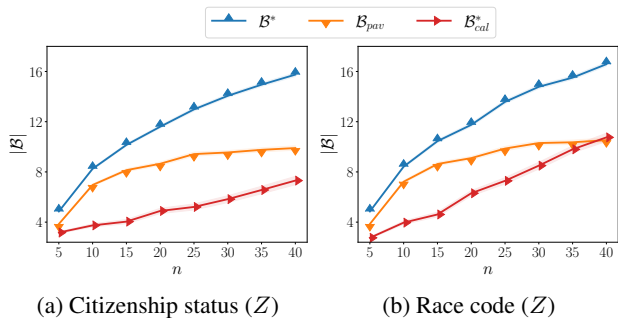 B* B_pav B*_cal
|B| |B|
16 16
12 12
8 8
4 4
5 10 15 20 25 30 35 40 5 10 15 20 25 30 35 40
n n
(a) Citizenship status (Z) (b) Race code (Z)